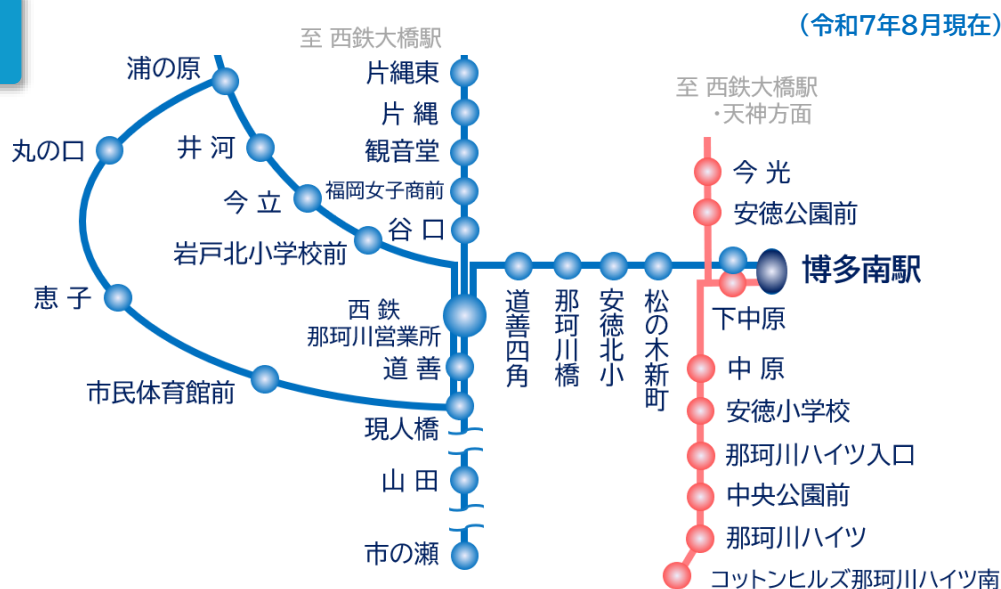 （令和7年8月現在）
至 西鉄大橋駅
浦の原
片縄東
至 西鉄大橋駅
・天神方面
片 縄
丸の口
井 河
観音堂
今 光
福岡女子商前
今 立
安徳公園前
谷 口
岩戸北小学校前
博多南駅
恵 子
西 鉄
那珂川営業所
道善四角
那珂川橋
安徳北小
松の木新町
下中原
道 善
中 原
市民体育館前
安徳小学校
現人橋
那珂川ハイツ入口
山 田
中央公園前
那珂川ハイツ
市の瀬
コットンヒルズ那珂川ハイツ南